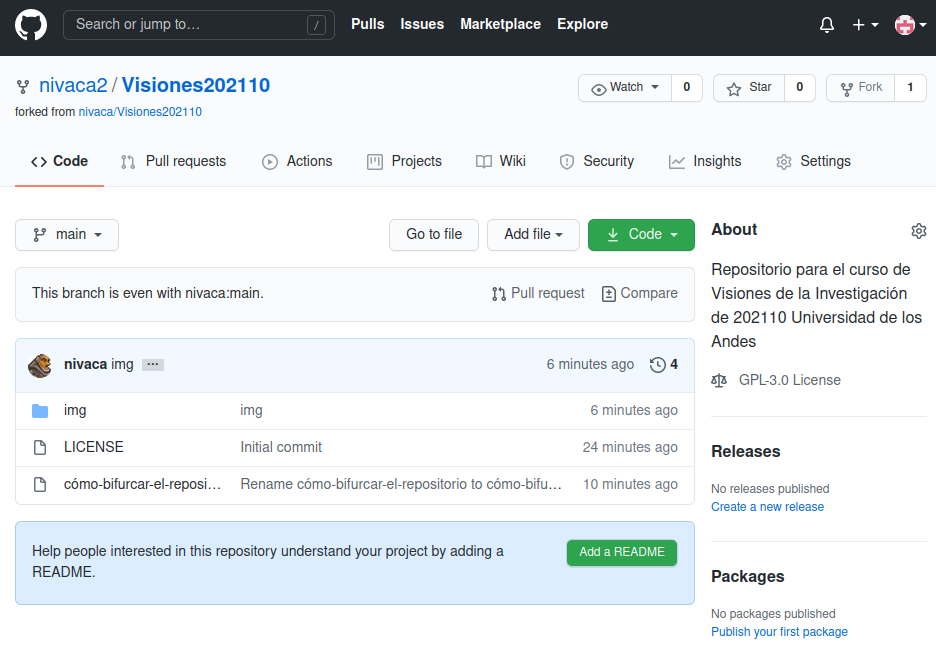 Search or jump to… /
Pulls Issues Marketplace Explore
nivaca2 / Visiones202110
forked from nivaca/Visiones202110
Watch 0 Star 0 Fork 1
Code Pull requests Actions Projects Wiki Security Insights Settings
main Go to file Add file Code
This branch is even with nivaca:main. Pull request Compare
nivaca img … 6 minutes ago 4
img img 6 minutes ago
LICENSE Initial commit 24 minutes ago
cómo-bifurcar-el-reposi… Rename cómo-bifurcar-el-repositorio to cómo-bifu… 10 minutes ago
Help people interested in this repository understand your project by adding a
README.
Add a README
About
Repositorio para el curso de
Visiones de la Investigación
de 202110 Universidad de los
Andes
GPL-3.0 License
Releases
No releases published
Create a new release
Packages
No packages published
Publish your first package